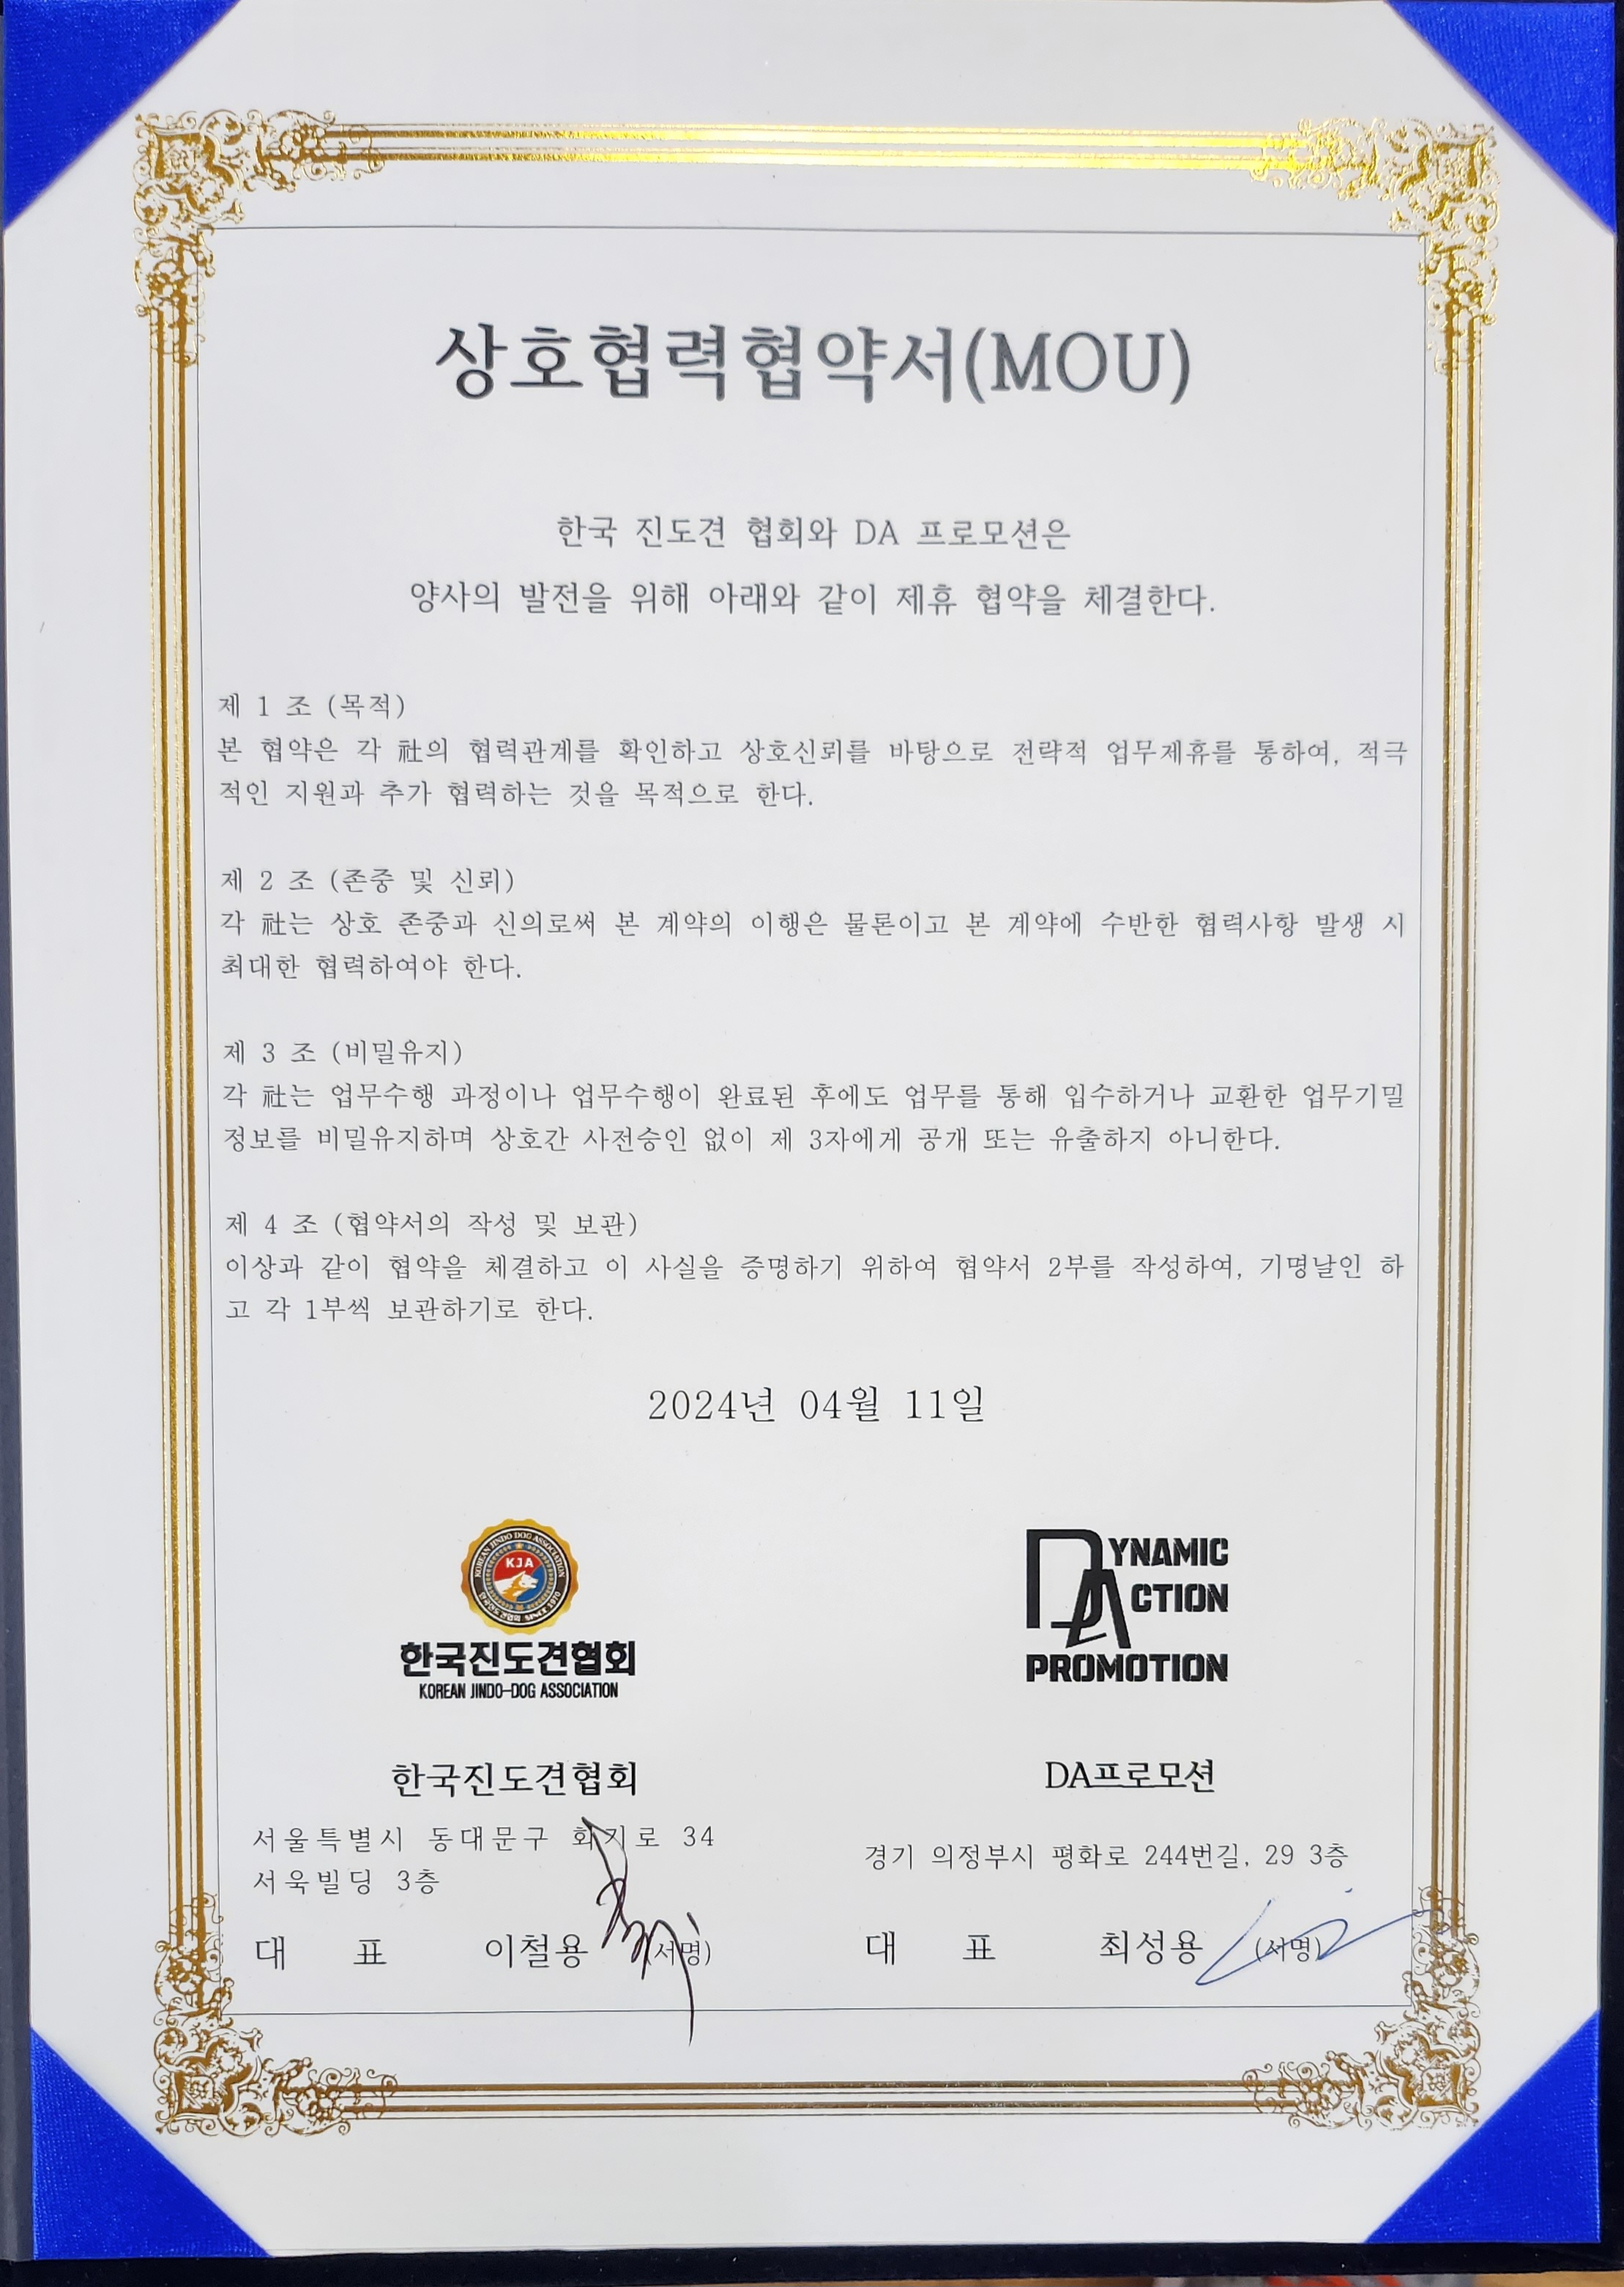 상호협력협약서(MOU)
한국 진도견 협회와 DA 프로모션은
양사의 발전을 위해 아래와 같이 제휴 협약을 체결한다.
제 1 조 (목적)
본 협약은 각 社의 협력관계를 확인하고 상호신뢰를 바탕으로 전략적 업무제휴를 통하여, 적극
적인 지원과 추가 협력하는 것을 목적으로 한다.
제 2 조 (존중 및 신뢰)
각 社는 상호 존중과 신의로써 본 계약의 이행은 물론이고 본 계약에 수반한 협력사항 발생 시
최대한 협력하여야 한다.
제 3 조 (비밀유지)
각 社는 업무수행 과정이나 업무수행이 완료된 후에도 업무를 통해 입수하거나 교환한 업무기밀
정보를 비밀유지하며 상호간 사전승인 없이 제 3자에게 공개 또는 유출하지 아니한다.
제 4 조 (협약서의 작성 및 보관)
이상과 같이 협약을 체결하고 이 사실을 증명하기 위하여 협약서 2부를 작성하여, 기명날인 하
고 각 1부씩 보관하기로 한다.
2024년 04월 11일
KOREAN JINDO DOG ASSOCIATION
KJA
한국진도견협회 SINCE 1970
한국진도견협회
KOREAN JINDO-DOG ASSOCIATION
DYNAMIC
ACTION
PROMOTION
한국진도견협회
서울특별시 동대문구 회기로 34
서욱빌딩 3층
대 표 이철용 (서명)
DA프로모션
경기 의정부시 평화로 244번길, 29 3층
대 표 최성용 (서명)